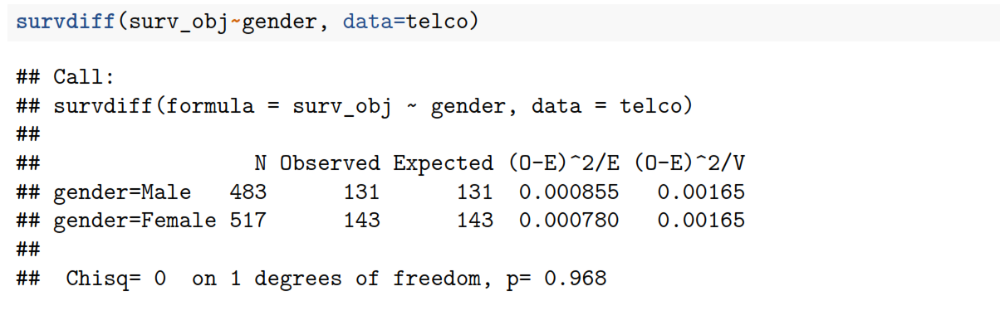 survdiff(surv_obj~gender, data=telco)
## Call:
## survdiff(formula = surv_obj ~ gender, data = telco)
##
##                 N Observed Expected (O-E)^2/E (O-E)^2/V
## gender=Male   483      131      131  0.000855   0.00165
## gender=Female 517      143      143  0.000780   0.00165
##
##  Chisq= 0  on 1 degrees of freedom, p= 0.968